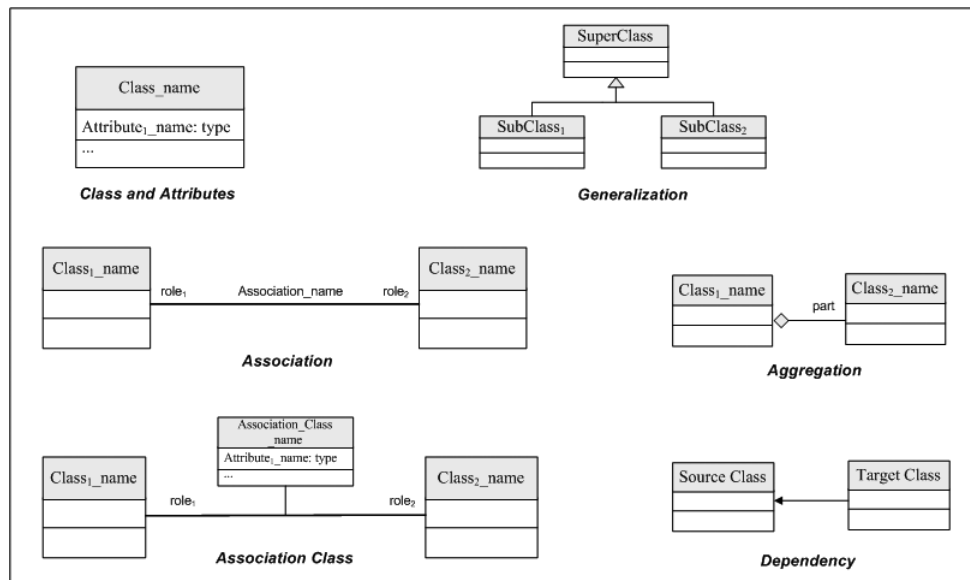 Class_name
Attribute₁_name: type
...
Class and Attributes
SuperClass
SubClass₁
SubClass₂
Generalization
Class₁_name
role₁
Association_name
role₂
Class₂_name
Association
Class₁_name
part
Class₂_name
Aggregation
Association_Class
_name
Attribute₁_name: type
...
Class₁_name
role₁
role₂
Class₂_name
Association Class
Source Class
Target Class
Dependency